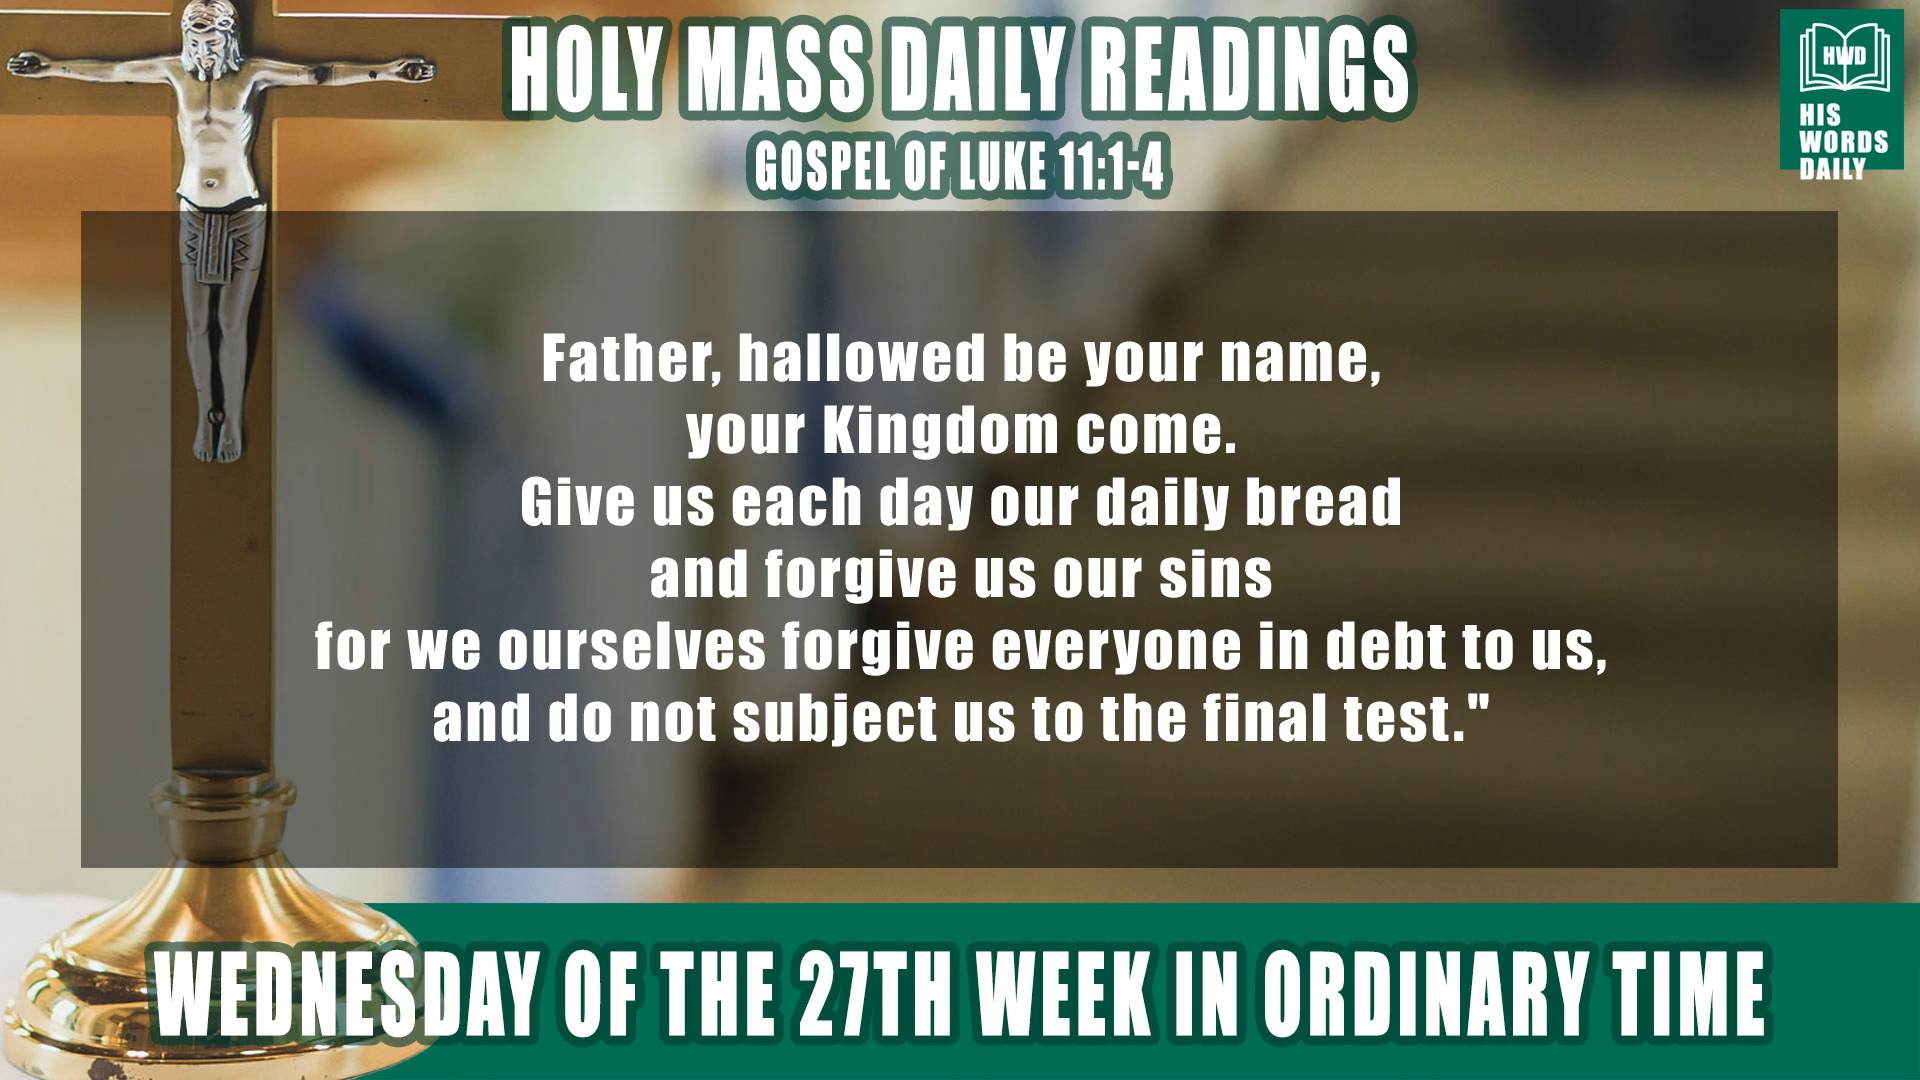 HOLY MASS DAILY READINGS
GOSPEL OF LUKE 11:1-4
HWD
HIS
WORDS
DAILY
Father, hallowed be your name,
your Kingdom come.
Give us each day our daily bread
and forgive us our sins
for we ourselves forgive everyone in debt to us,
and do not subject us to the final test."
WEDNESDAY OF THE 27TH WEEK IN ORDINARY TIME